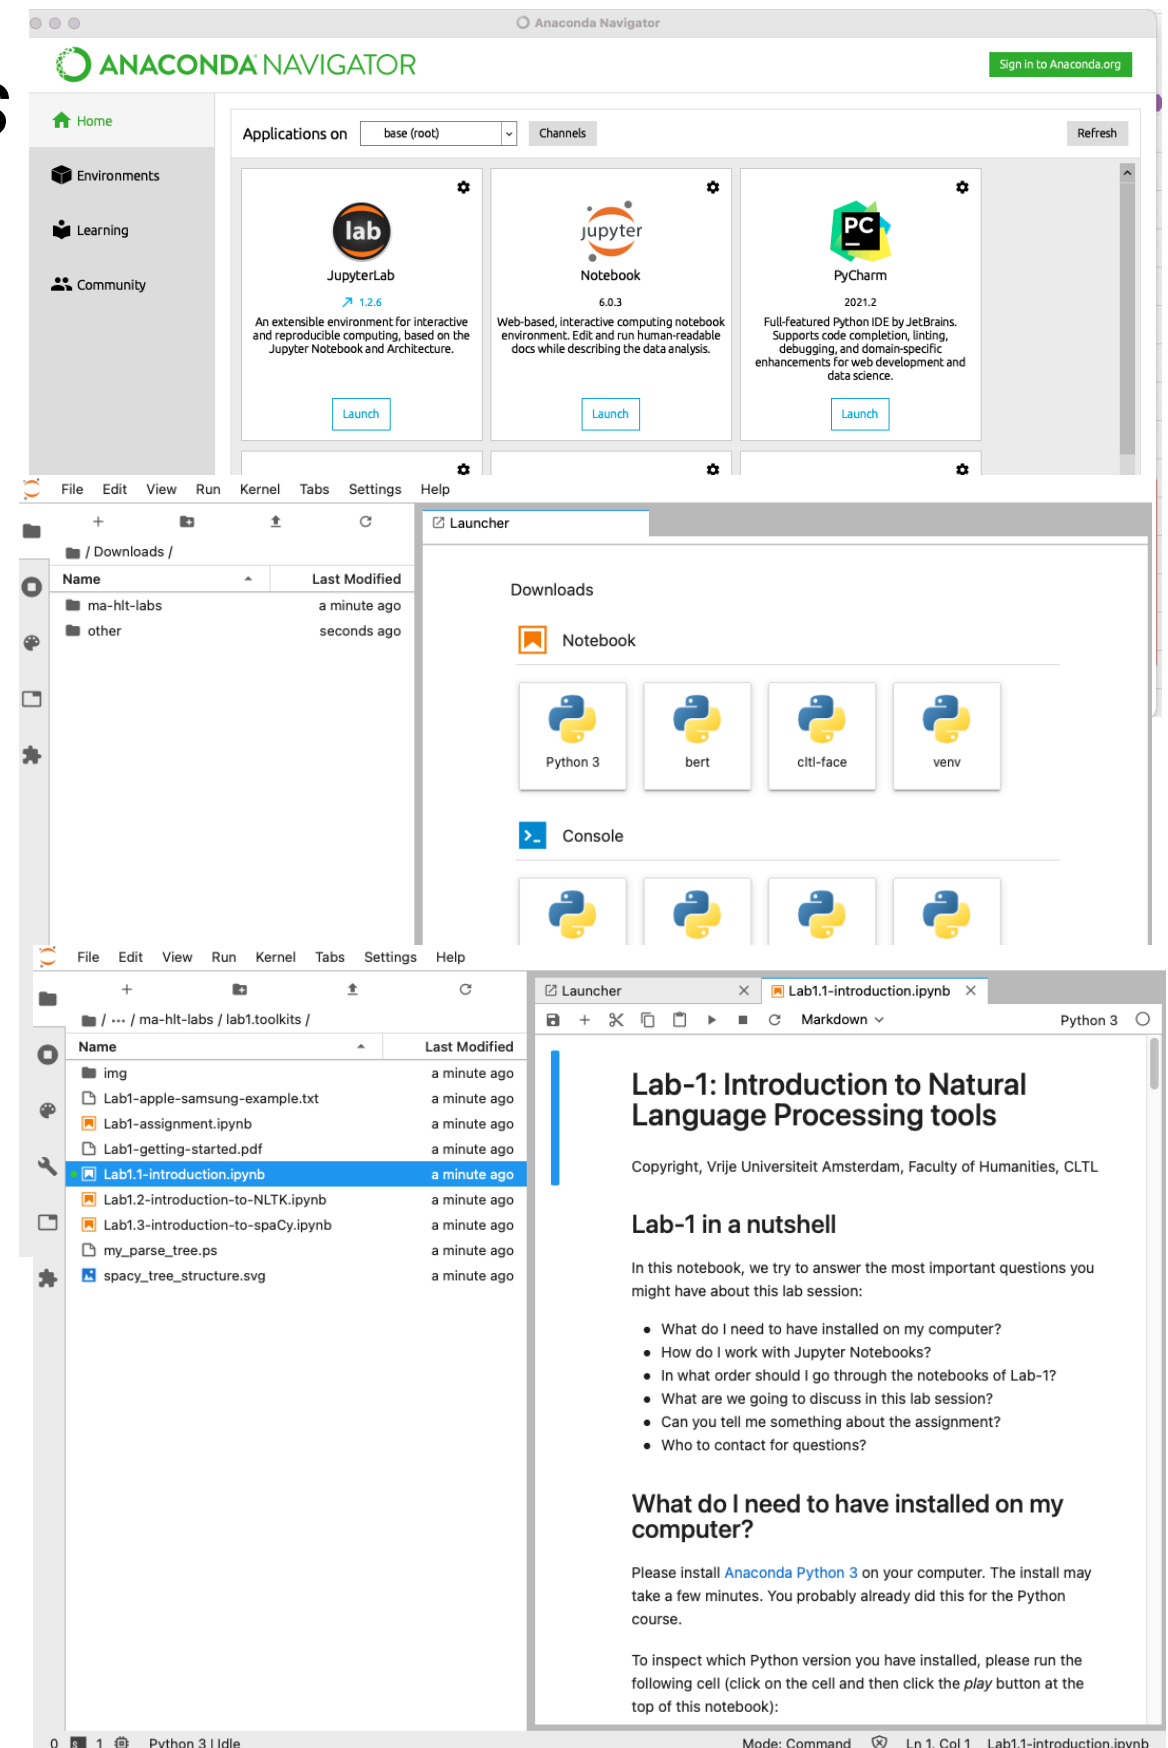 s
Anaconda Navigator
ANACONDA NAVIGATOR
Sign in to Anaconda.org
Home
Environments
Learning
Community
Applications on base (root) Channels Refresh
lab
JupyterLab
1.2.6
An extensible environment for interactive
and reproducible computing, based on the
Jupyter Notebook and Architecture.
Launch
jupyter
Notebook
6.0.3
Web-based, interactive computing notebook
environment. Edit and run human-readable
docs while describing the data analysis.
Launch
PC
PyCharm
2021.2
Full-featured Python IDE by JetBrains.
Supports code completion, linting,
debugging, and domain-specific
enhancements for web development and
data science.
Launch
File Edit View Run Kernel Tabs Settings Help
/ Downloads /
Name Last Modified
ma-hlt-labs a minute ago
other seconds ago
Launcher
Downloads
Notebook
Python 3 bert cltl-face venv
Console
File Edit View Run Kernel Tabs Settings Help
/ ··· / ma-hlt-labs / lab1.toolkits /
Name Last Modified
img a minute ago
Lab1-apple-samsung-example.txt a minute ago
Lab1-assignment.ipynb a minute ago
Lab1-getting-started.pdf a minute ago
Lab1.1-introduction.ipynb a minute ago
Lab1.2-introduction-to-NLTK.ipynb a minute ago
Lab1.3-introduction-to-spaCy.ipynb a minute ago
my_parse_tree.ps a minute ago
spacy_tree_structure.svg a minute ago
Launcher Lab1.1-introduction.ipynb
Markdown Python 3
Lab-1: Introduction to Natural
Language Processing tools
Copyright, Vrije Universiteit Amsterdam, Faculty of Humanities, CLTL
Lab-1 in a nutshell
In this notebook, we try to answer the most important questions you
might have about this lab session:
• What do I need to have installed on my computer?
• How do I work with Jupyter Notebooks?
• In what order should I go through the notebooks of Lab-1?
• What are we going to discuss in this lab session?
• Can you tell me something about the assignment?
• Who to contact for questions?
What do I need to have installed on my
computer?
Please install Anaconda Python 3 on your computer. The install may
take a few minutes. You probably already did this for the Python
course.
To inspect which Python version you have installed, please run the
following cell (click on the cell and then click the play button at the
top of this notebook):
0 1 Python 3 | Idle Mode: Command Ln 1, Col 1 Lab1.1-introduction.ipynb